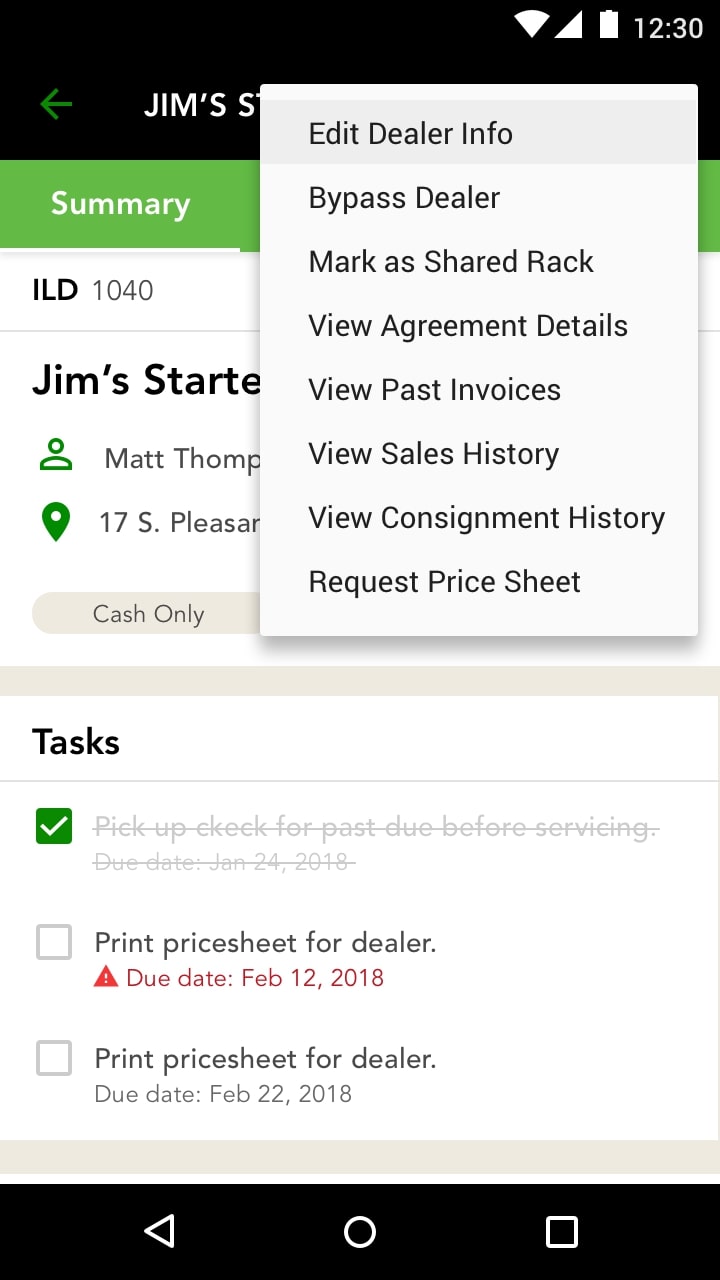 12:30
JIM’S
Edit Dealer Info
Bypass Dealer
Mark as Shared Rack
View Agreement Details
View Past Invoices
View Sales History
View Consignment History
Request Price Sheet
Summary
ILD 1040
Jim’s Starte
Matt Thomp
17 S. Pleasan
Cash Only
Tasks
Pick up ckeck for past due before servicing.
Due date: Jan 24, 2018
Print pricesheet for dealer.
Due date: Feb 12, 2018
Print pricesheet for dealer.
Due date: Feb 22, 2018